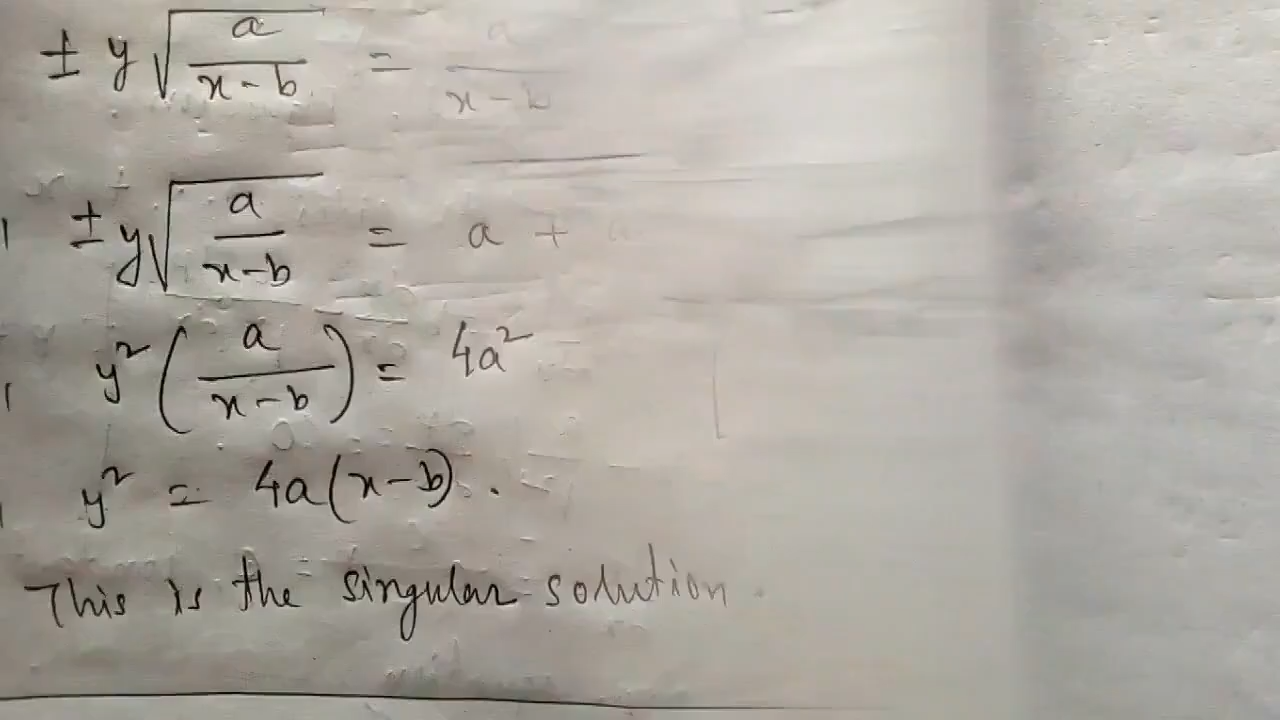 ± y √(a/(x-b)) = a/(x-b)
± y √(a/(x-b)) = a +
y² (a/(x-b)) = 4a²
y² = 4a(x-b).
This is the singular solution.